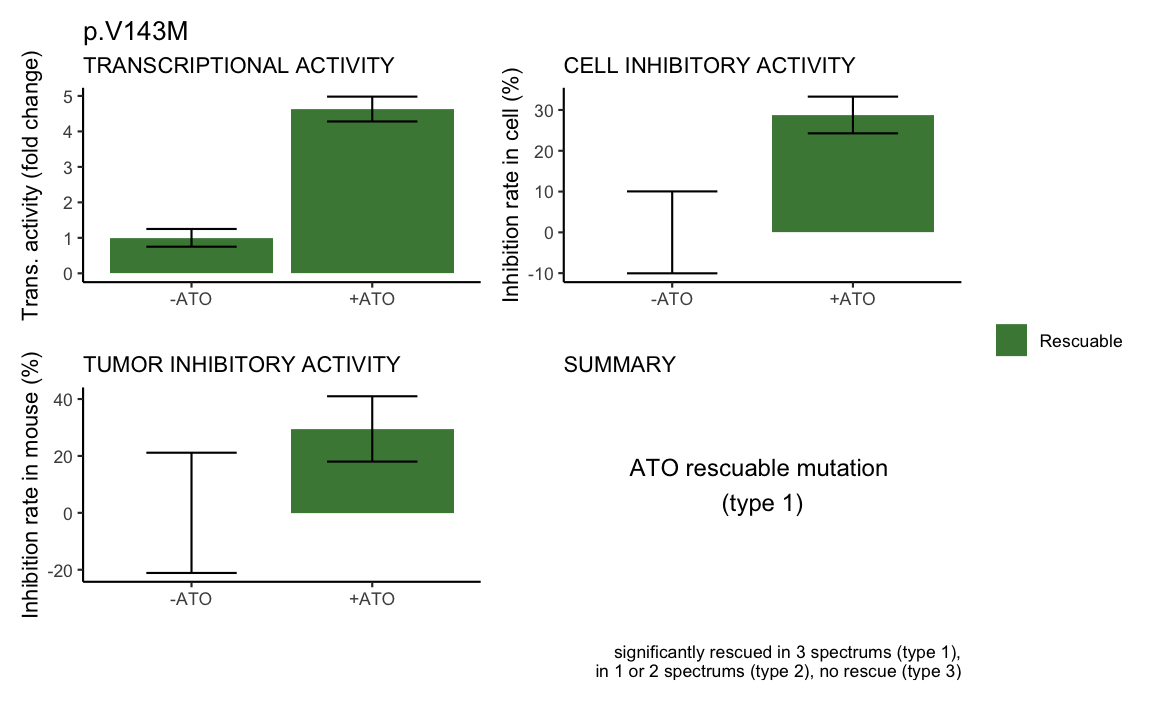 p.V143M
TRANSCRIPTIONAL ACTIVITY
Trans. activity (fold change)
5
4
3
2
1
0
-ATO +ATO
CELL INHIBITORY ACTIVITY
Inhibition rate in cell (%)
30
20
10
0
-10
-ATO +ATO
TUMOR INHIBITORY ACTIVITY
Inhibition rate in mouse (%)
40
20
0
-20
-ATO +ATO
SUMMARY
ATO rescuable mutation
(type 1)
significantly rescued in 3 spectrums (type 1),
in 1 or 2 spectrums (type 2), no rescue (type 3)
Rescuable